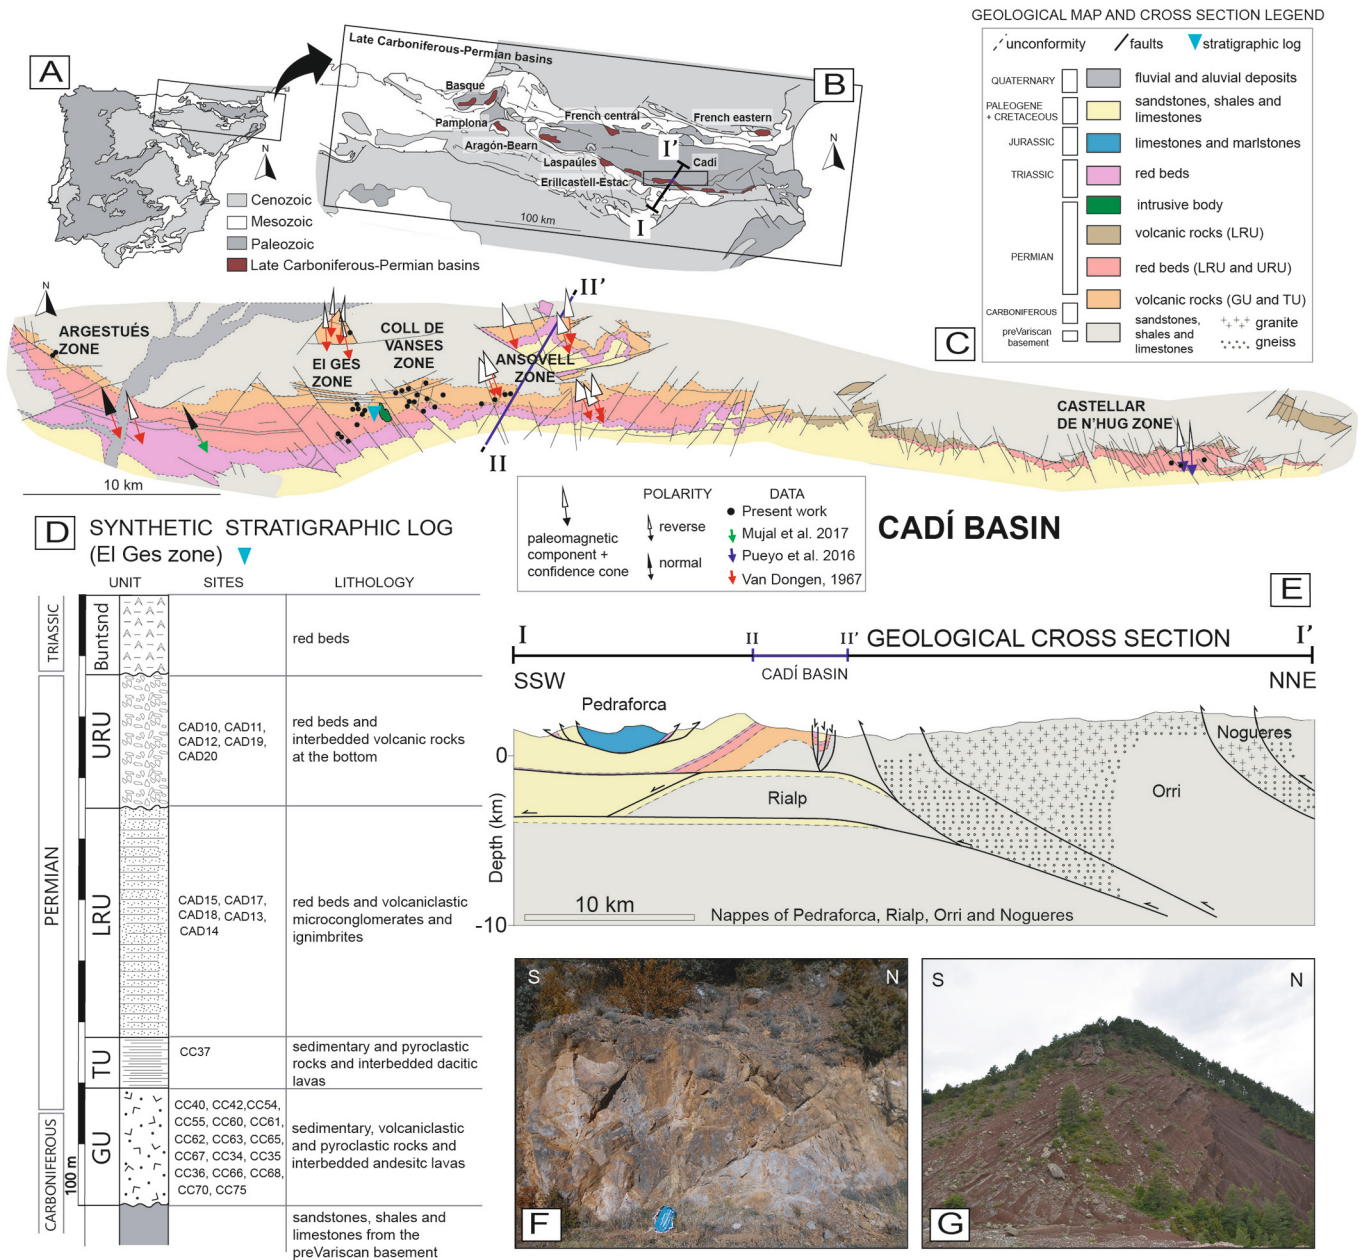 A
N
Cenozoic
Mesozoic
Paleozoic
Late Carboniferous-Permian basins
Late Carboniferous-Permian basins
B
Basque
Pamplona
Aragón-Bearn
French central
French eastern
Laspaúles
Erillcastell-Estac
Cadí
I'
I
100 km
N
GEOLOGICAL MAP AND CROSS SECTION LEGEND
unconformity
faults
stratigraphic log
QUATERNARY
fluvial and aluvial deposits
PALEOGENE
+ CRETACEOUS
sandstones, shales and
limestones
JURASSIC
limestones and marlstones
TRIASSIC
red beds
intrusive body
volcanic rocks (LRU)
PERMIAN
red beds (LRU and URU)
volcanic rocks (GU and TU)
CARBONIFEROUS
preVariscan
basement
sandstones,
shales and
limestones
granite
gneiss
C
N
ARGESTUÉS
ZONE
El GES
ZONE
COLL DE
VANSES
ZONE
ANSOVELL
ZONE
II'
II
CASTELLAR
DE N'HUG ZONE
10 km
CADÍ BASIN
paleomagnetic
component +
confidence cone
POLARITY
reverse
normal
DATA
Present work
Mujal et al. 2017
Pueyo et al. 2016
Van Dongen, 1967
D
SYNTHETIC STRATIGRAPHIC LOG
(El Ges zone)
UNIT
SITES
LITHOLOGY
TRIASSIC
Buntsnd
red beds
PERMIAN
URU
CAD10, CAD11,
CAD12, CAD19,
CAD20
red beds and
interbedded volcanic rocks
at the bottom
LRU
CAD15, CAD17,
CAD18, CAD13,
CAD14
red beds and volcaniclastic
microconglomerates and
ignimbrites
TU
CC37
sedimentary and pyroclastic
rocks and interbedded dacitic
lavas
CARBONIFEROUS
100 m
GU
CC40, CC42,CC54,
CC55, CC60, CC61,
CC62, CC63, CC65,
CC67, CC34, CC35
CC36, CC66, CC68,
CC70, CC75
sedimentary, volcaniclastic
and pyroclastic rocks and
interbedded andesitc lavas
sandstones, shales and
limestones from the
preVariscan basement
E
I
II
II'
GEOLOGICAL CROSS SECTION
I'
SSW
CADÍ BASIN
NNE
Pedraforca
Nogueres
0
Rialp
Orri
Depth (km)
10 km
Nappes of Pedraforca, Rialp, Orri and Nogueres
-10
S
N
F
S
N
G